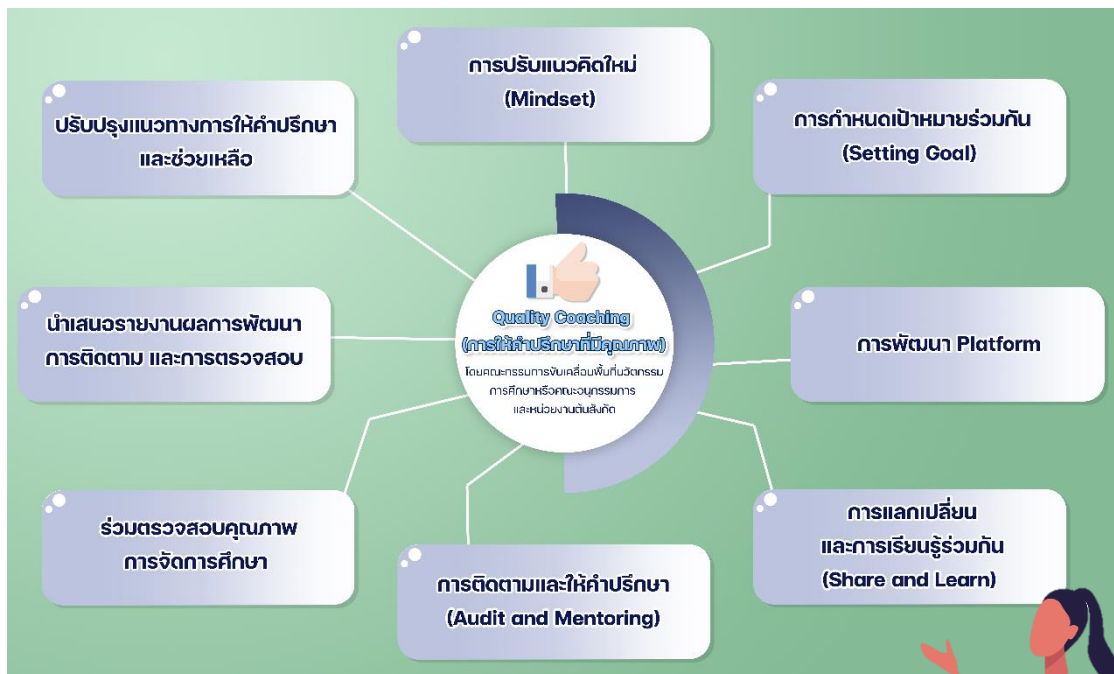 การปรับแนวคิดใหม่
(Mindset)
การกำหนดเป้าหมายร่วมกัน
(Setting Goal)
การพัฒนา Platform
การแลกเปลี่ยน
และการเรียนรู้ร่วมกัน
(Share and Learn)
การติดตามและให้คำปรึกษา
(Audit and Mentoring)
ร่วมตรวจสอบคุณภาพ
การจัดการศึกษา
นำเสนอรายงานผลการพัฒนา
การติดตาม และการตรวจสอบ
ปรับปรุงแนวทางการให้คำปรึกษา
และช่วยเหลือ
Quality Coaching
(การให้คำปรึกษาที่มีคุณภาพ)
โดยคณะกรรมการขับเคลื่อนพื้นที่นวัตกรรม
การศึกษาหรือคณะอนุกรรมการ
และหน่วยงานต้นสังกัด